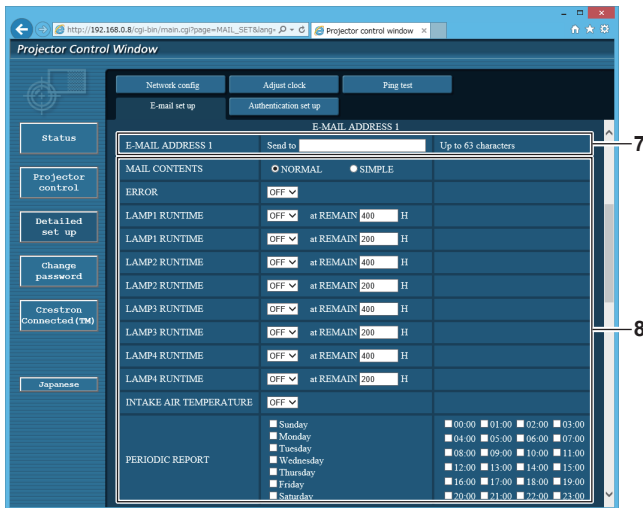 http://192.168.0.8/cgi-bin/main.cgi?page=MAIL_SET&lang=
Projector control window ×
Projector Control Window
Network config Adjust clock Ping test
E-mail set up Authentication set up
Status
Projector control
Detailed set up
Change password
Crestron Connected(TM)
Japanese
E-MAIL ADDRESS 1
E-MAIL ADDRESS 1 Send to Up to 63 characters
7
MAIL CONTENTS NORMAL SIMPLE
ERROR OFF
LAMP1 RUNTIME OFF at REMAIN 400 H
LAMP1 RUNTIME OFF at REMAIN 200 H
LAMP2 RUNTIME OFF at REMAIN 400 H
LAMP2 RUNTIME OFF at REMAIN 200 H
LAMP3 RUNTIME OFF at REMAIN 400 H
LAMP3 RUNTIME OFF at REMAIN 200 H
8
LAMP4 RUNTIME OFF at REMAIN 400 H
LAMP4 RUNTIME OFF at REMAIN 200 H
INTAKE AIR TEMPERATURE OFF
PERIODIC REPORT
Sunday
Monday
Tuesday
Wednesday
Thursday
Friday
Saturday
00:00 01:00 02:00 03:00
04:00 05:00 06:00 07:00
08:00 09:00 10:00 11:00
12:00 13:00 14:00 15:00
16:00 17:00 18:00 19:00
20:00 21:00 22:00 23:00